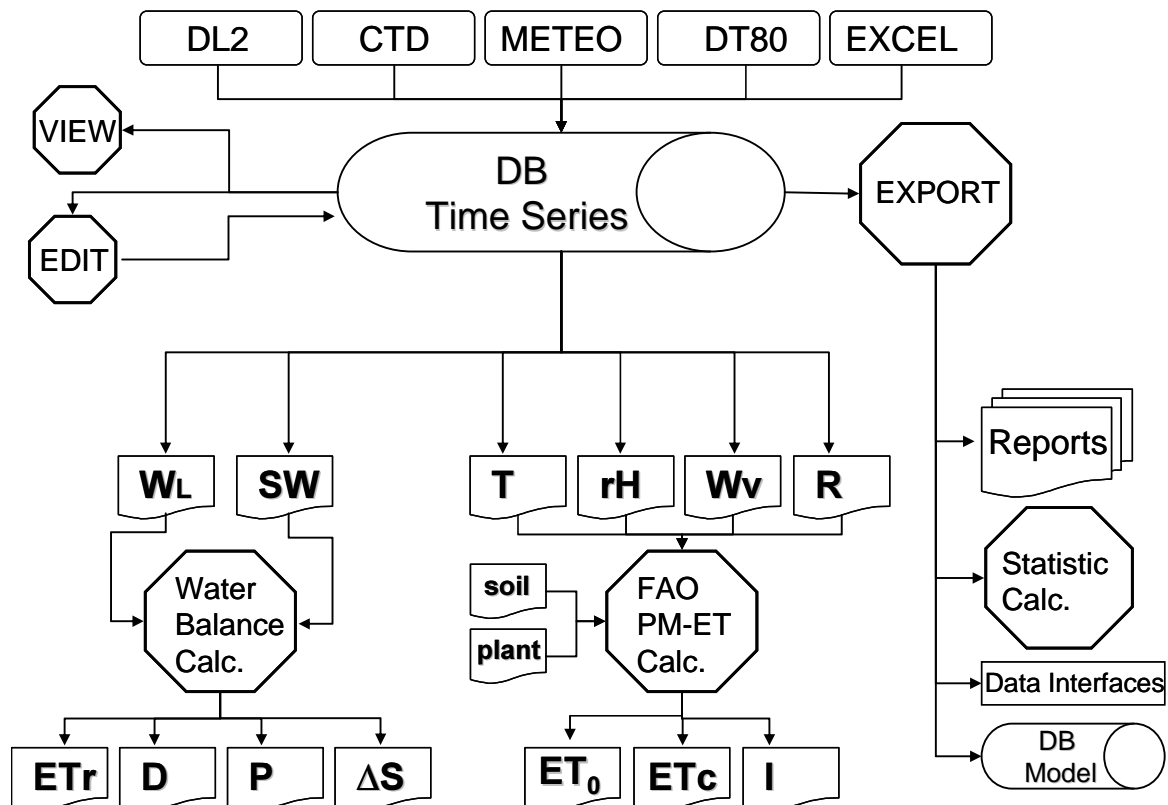 DL2
CTD
METEO
DT80
EXCEL
VIEW
DB
Time Series
EXPORT
EDIT
Reports
WL
SW
T
rH
Wv
R
Water
Balance
Calc.
soil
plant
FAO
PM-ET
Calc.
Statistic
Calc.
Data Interfaces
DB
Model
ETr
D
P
ΔS
ET₀
ETc
I